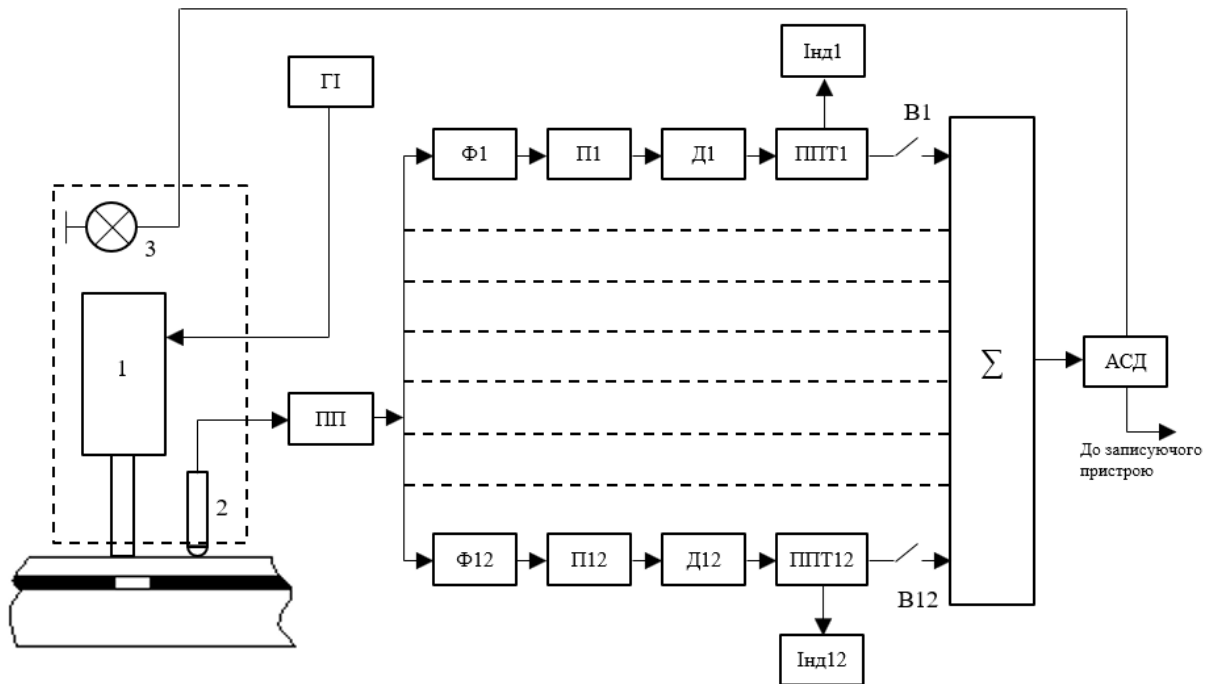 Інд1
ГІ
В1
Ф1
П1
Д1
ППТ1
3
1
∑
АСД
ПП
До записуючого
пристрою
2
Ф12
П12
Д12
ППТ12
В12
Інд12